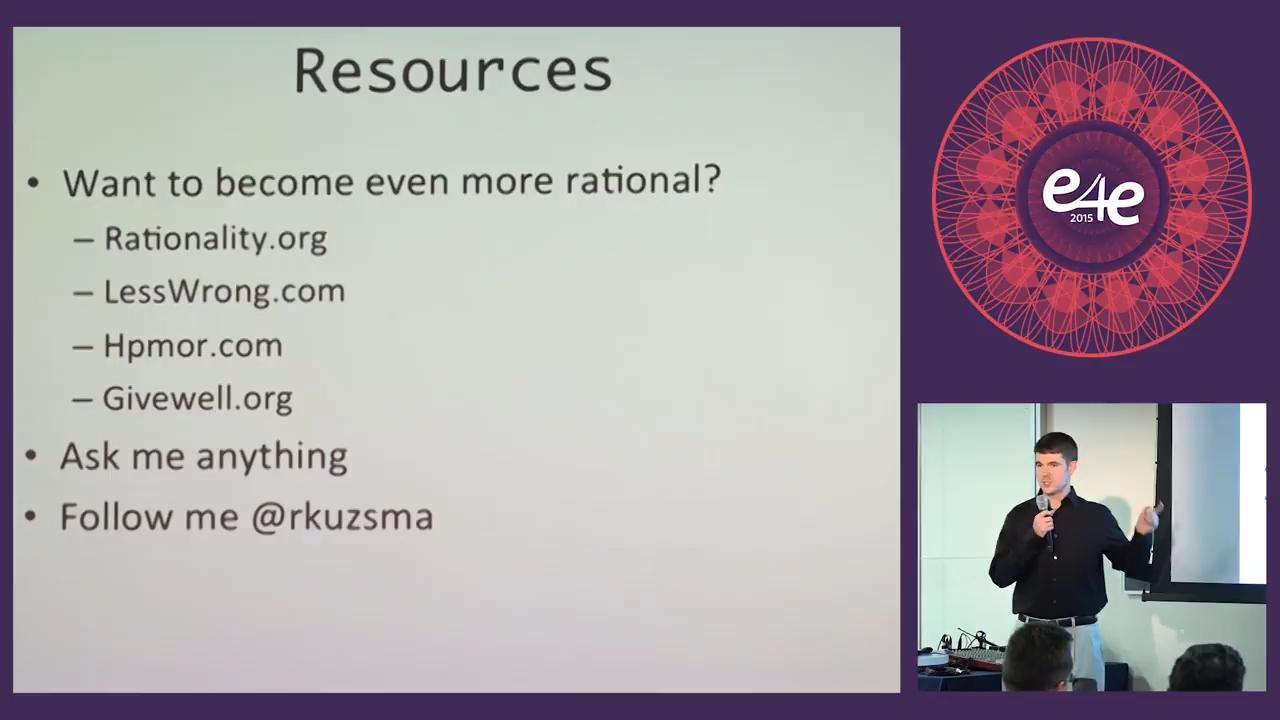 Resources
• Want to become even more rational?
– Rationality.org
– LessWrong.com
– Hpmor.com
– Givewell.org
• Ask me anything
• Follow me @rkuzsma
e4e
2015